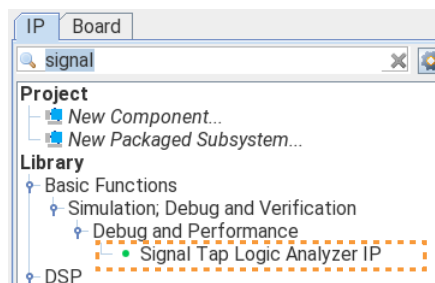 IP Board
signal
Project
New Component...
New Packaged Subsystem...
Library
Basic Functions
Simulation; Debug and Verification
Debug and Performance
Signal Tap Logic Analyzer IP
DSP